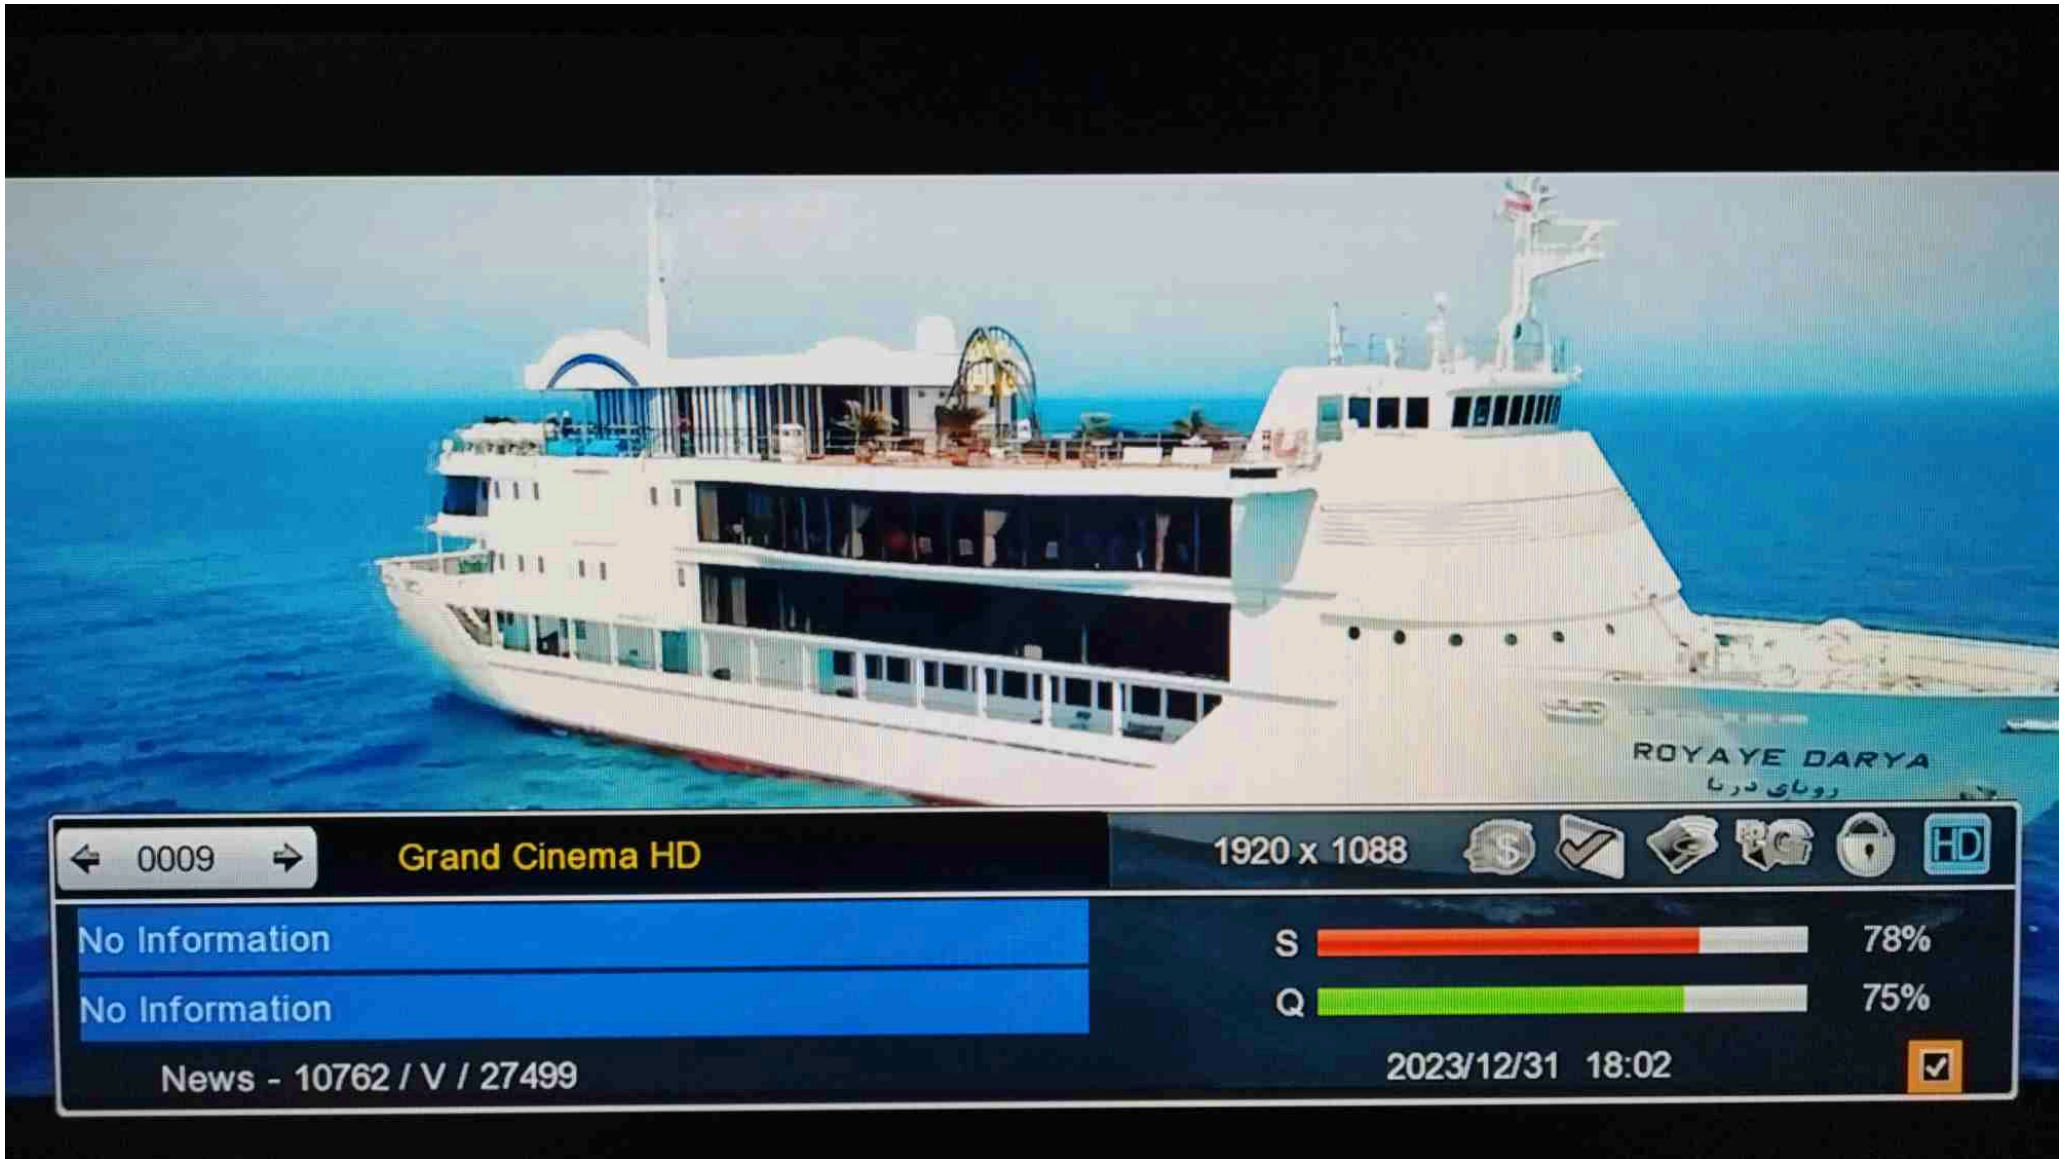 ROYAYE DARYA
رویای دریا
0009 Grand Cinema HD 1920 x 1088 HD
No Information S 78%
No Information Q 75%
News - 10762 / V / 27499 2023/12/31 18:02